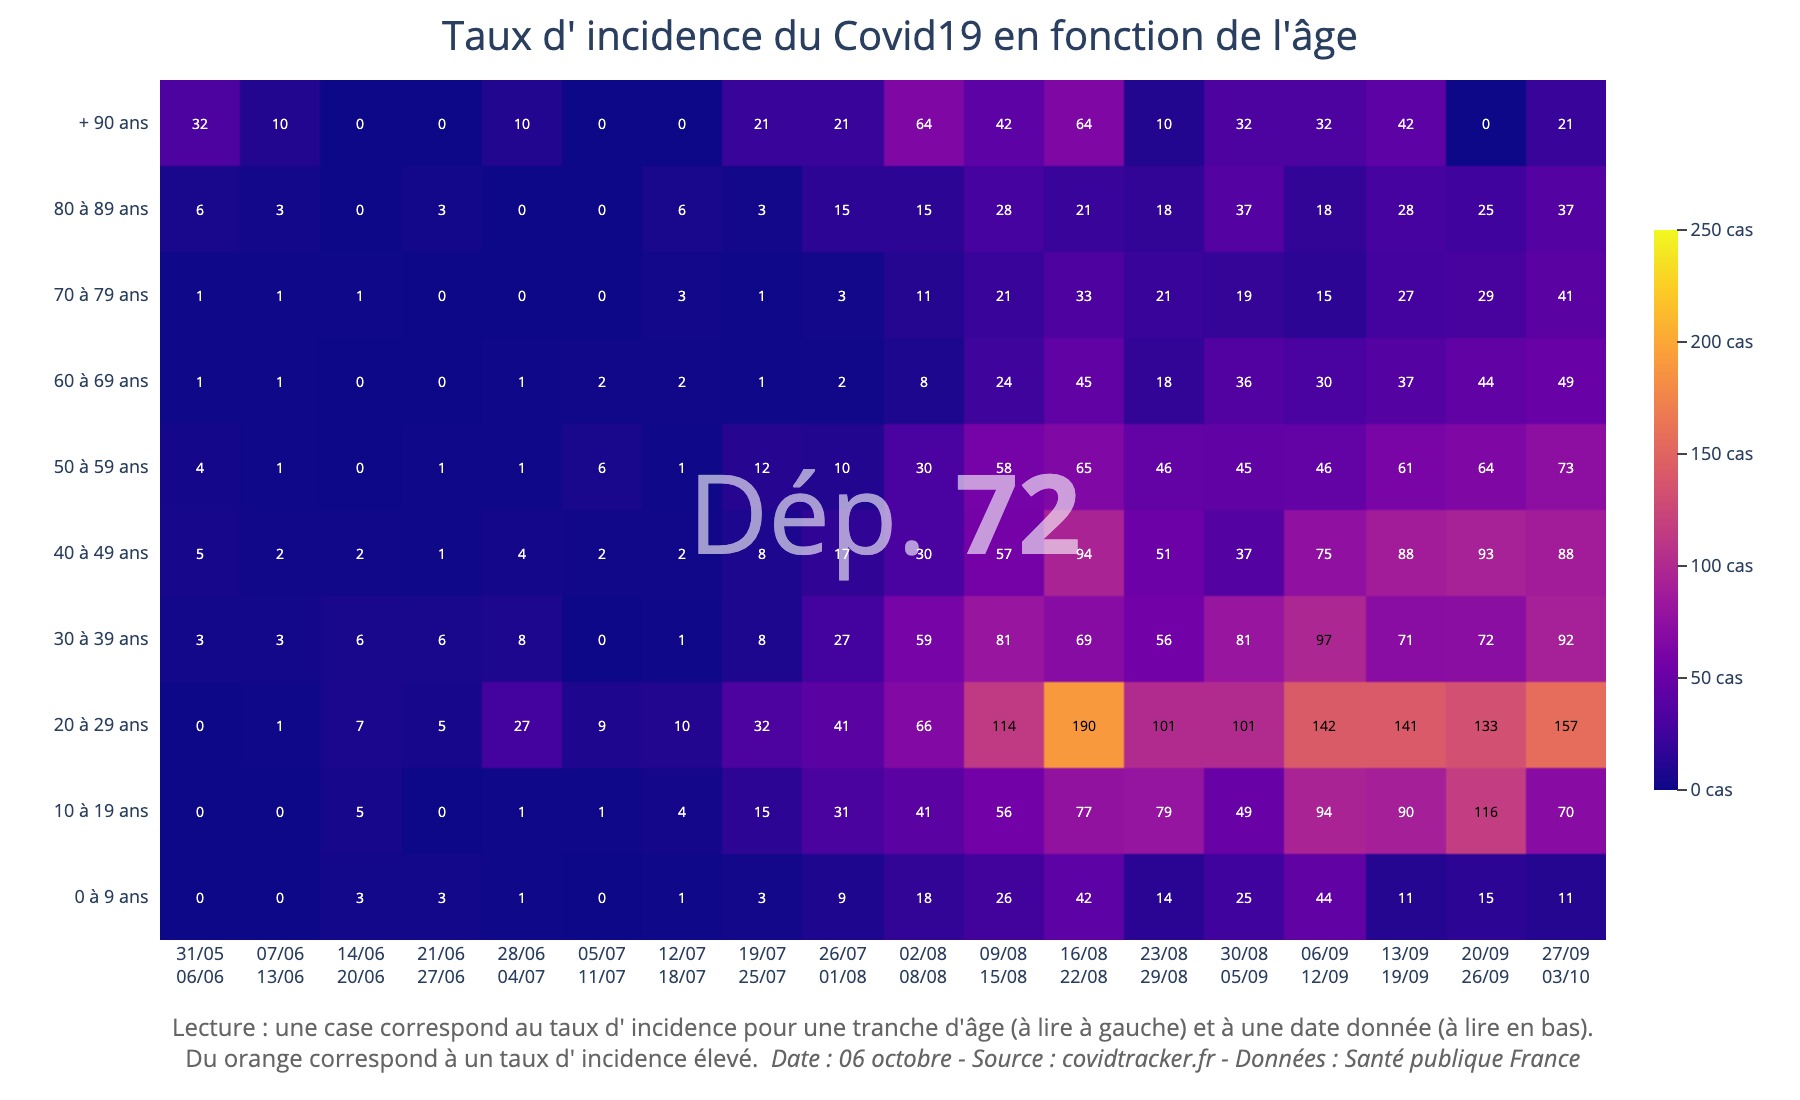 Taux d' incidence du Covid19 en fonction de l'âge
+ 90 ans 32 10 0 0 10 0 0 21 21 64 42 64 10 32 32 42 0 21
80 à 89 ans 6 3 0 3 0 0 6 3 15 15 28 21 18 37 18 28 25 37
70 à 79 ans 1 1 1 0 0 0 3 1 3 11 21 33 21 19 15 27 29 41
60 à 69 ans 1 1 0 0 1 2 2 1 2 8 24 45 18 36 30 37 44 49
50 à 59 ans 4 1 0 1 1 6 1 12 10 30 58 65 46 45 46 61 64 73
Dép. 72
40 à 49 ans 5 2 2 1 4 2 2 8 17 30 57 94 51 37 75 88 93 88
30 à 39 ans 3 3 6 6 8 0 1 8 27 59 81 69 56 81 97 71 72 92
20 à 29 ans 0 1 7 5 27 9 10 32 41 66 114 190 101 101 142 141 133 157
10 à 19 ans 0 0 5 0 1 1 4 15 31 41 56 77 79 49 94 90 116 70
0 à 9 ans 0 0 3 3 1 0 1 3 9 18 26 42 14 25 44 11 15 11
31/05 07/06 14/06 21/06 28/06 05/07 12/07 19/07 26/07 02/08 09/08 16/08 23/08 30/08 06/09 13/09 20/09 27/09
06/06 13/06 20/06 27/06 04/07 11/07 18/07 25/07 01/08 08/08 15/08 22/08 29/08 05/09 12/09 19/09 26/09 03/10
250 cas
200 cas
150 cas
100 cas
50 cas
0 cas
Lecture : une case correspond au taux d' incidence pour une tranche d'âge (à lire à gauche) et à une date donnée (à lire en bas).
Du orange correspond à un taux d' incidence élevé. Date : 06 octobre - Source : covidtracker.fr - Données : Santé publique France